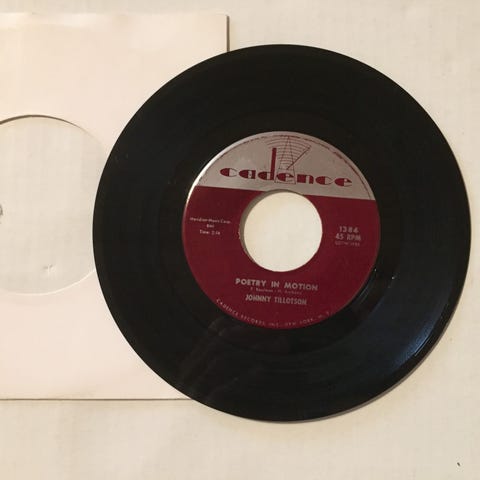 cadence
Meridian Music Corp.
BMI
Time: 2:14
1384
45 RPM
POETRY IN MOTION
JOHNNY TILLOTSON
CADENCE RECORDS, INC., NEW YORK, N. Y.